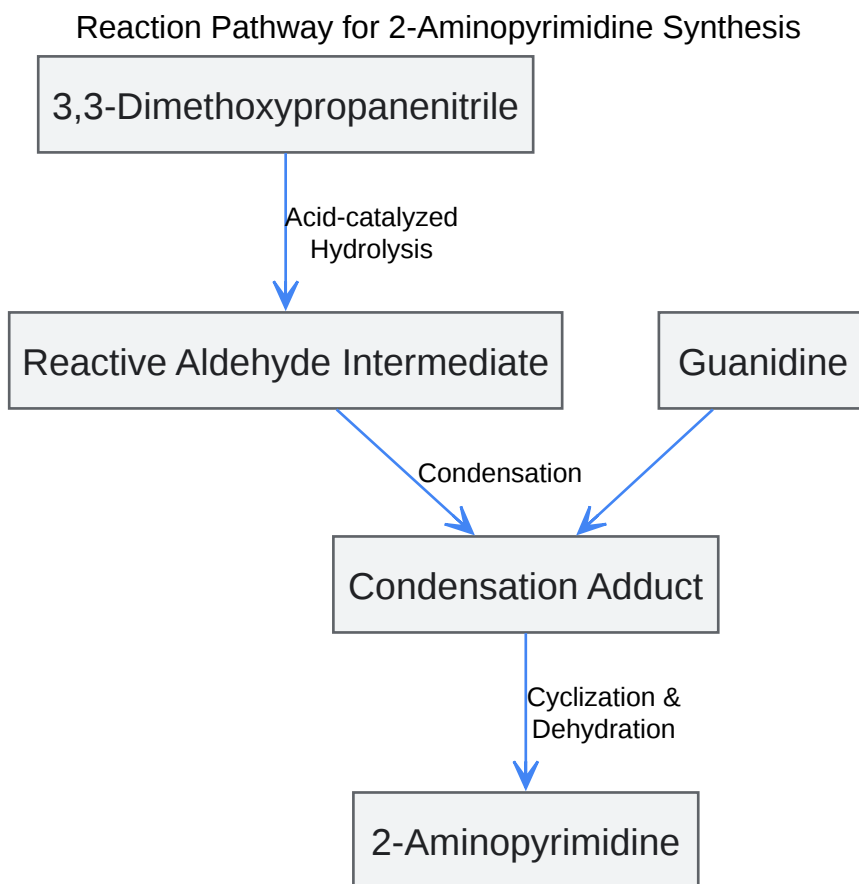 Reaction Pathway for 2-Aminopyrimidine Synthesis
3,3-Dimethoxypropanenitrile
Acid-catalyzed
Hydrolysis
Reactive Aldehyde Intermediate
Guanidine
Condensation
Condensation Adduct
Cyclization &
Dehydration
2-Aminopyrimidine